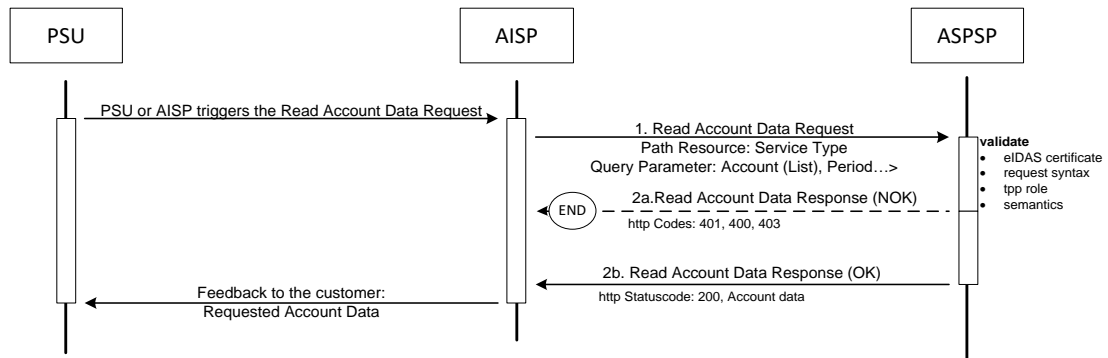 PSU
AISP
ASPSP
PSU or AISP triggers the Read Account Data Request
1. Read Account Data Request
Path Resource: Service Type
Query Parameter: Account (List), Period…>
validate
• eIDAS certificate
• request syntax
• tpp role
• semantics
END
2a.Read Account Data Response (NOK)
http Codes: 401, 400, 403
2b. Read Account Data Response (OK)
http Statuscode: 200, Account data
Feedback to the customer:
Requested Account Data